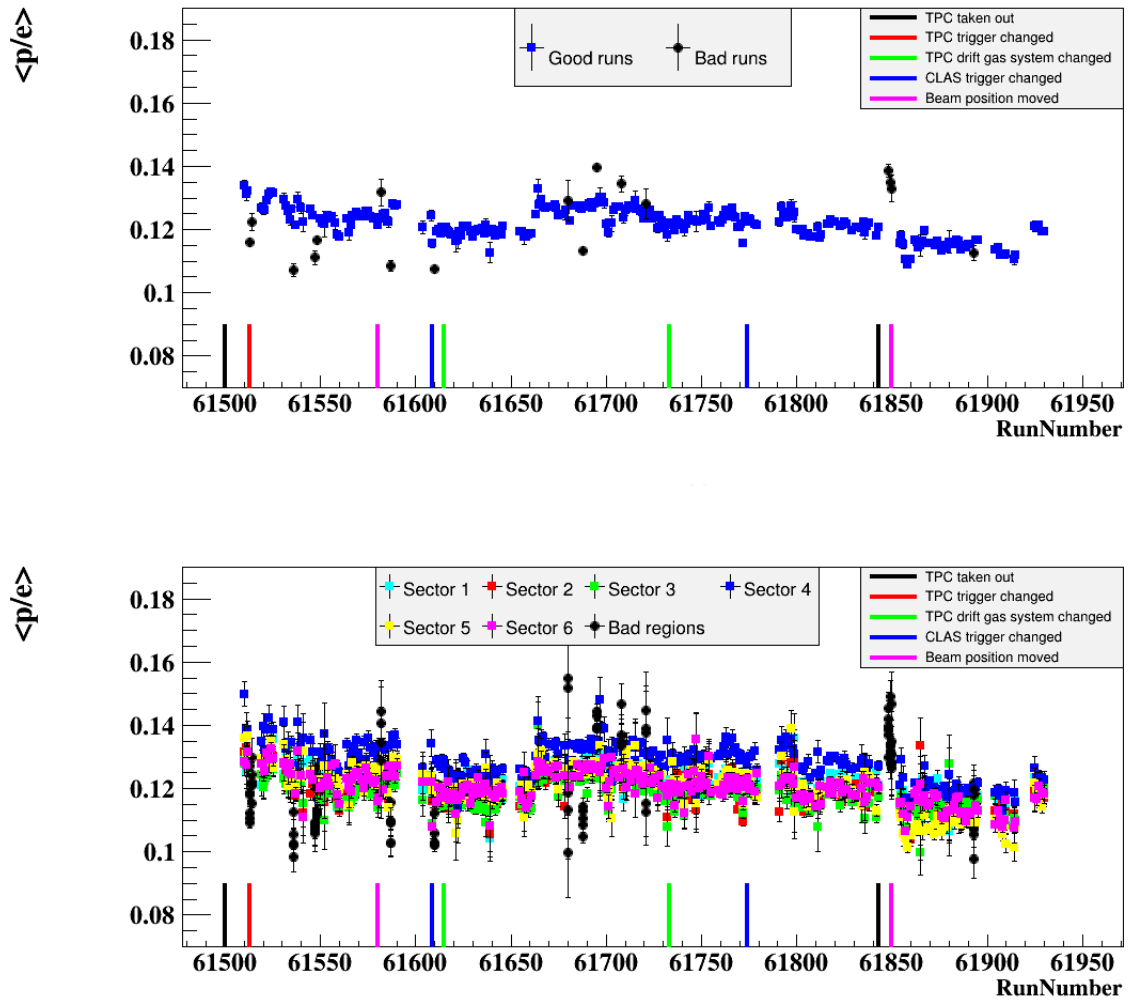 <p/e>
0.18
0.16
0.14
0.12
0.1
0.08
Good runs
Bad runs
TPC taken out
TPC trigger changed
TPC drift gas system changed
CLAS trigger changed
Beam position moved
61500 61550 61600 61650 61700 61750 61800 61850 61900 61950
RunNumber
<p/e>
0.18
0.16
0.14
0.12
0.1
0.08
Sector 1 Sector 2 Sector 3 Sector 4
Sector 5 Sector 6 Bad regions
TPC taken out
TPC trigger changed
TPC drift gas system changed
CLAS trigger changed
Beam position moved
61500 61550 61600 61650 61700 61750 61800 61850 61900 61950
RunNumber